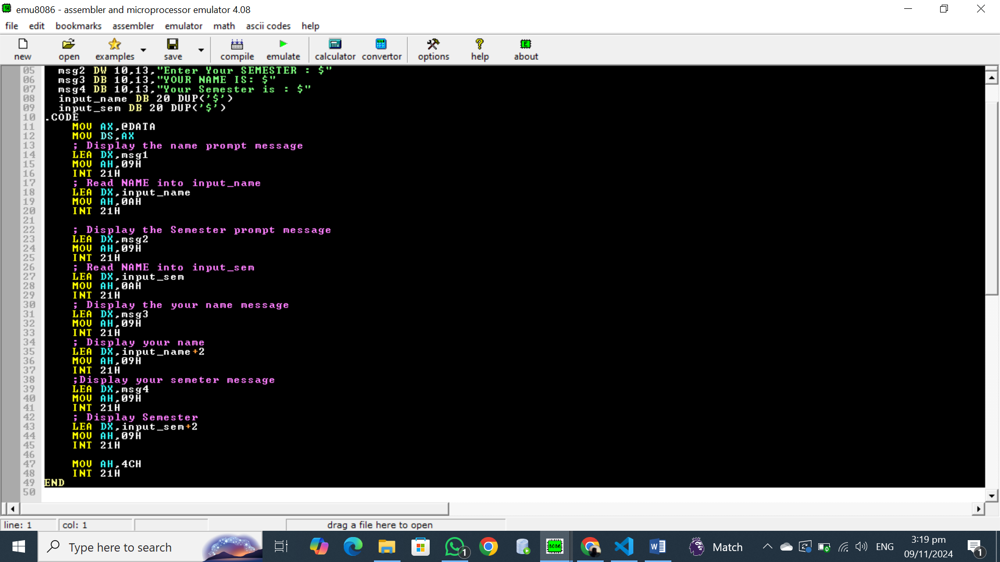 emu8086 - assembler and microprocessor emulator 4.08
file edit bookmarks assembler emulator math ascii codes help
new open examples save compile emulate calculator convertor options help about
05 msg2 DW 10,13,"Enter Your SEMESTER : $"
06 msg3 DB 10,13,"YOUR NAME IS: $"
07 msg4 DB 10,13,"Your Semester is : $"
08 input_name DB 20 DUP('$')
09 input_sem DB 20 DUP('$')
10 .CODE
11 MOV AX,@DATA
12 MOV DS,AX
13 ; Display the name prompt message
14 LEA DX,msg1
15 MOV AH,09H
16 INT 21H
17 ; Read NAME into input_name
18 LEA DX,input_name
19 MOV AH,0AH
20 INT 21H
21
22 ; Display the Semester prompt message
23 LEA DX,msg2
24 MOV AH,09H
25 INT 21H
26 ; Read NAME into input_sem
27 LEA DX,input_sem
28 MOV AH,0AH
29 INT 21H
30 ; Display the your name message
31 LEA DX,msg3
32 MOV AH,09H
33 INT 21H
34 ; Display your name
35 LEA DX,input_name+2
36 MOV AH,09H
37 INT 21H
38 ;Display your semeter message
39 LEA DX,msg4
40 MOV AH,09H
41 INT 21H
42 ; Display Semester
43 LEA DX,input_sem+2
44 MOV AH,09H
45 INT 21H
46
47 MOV AH,4CH
48 INT 21H
49 END
50
line: 1 col: 1 drag a file here to open
Type here to search 1 8086 Match ENG 3:19 pm 1
09/11/2024